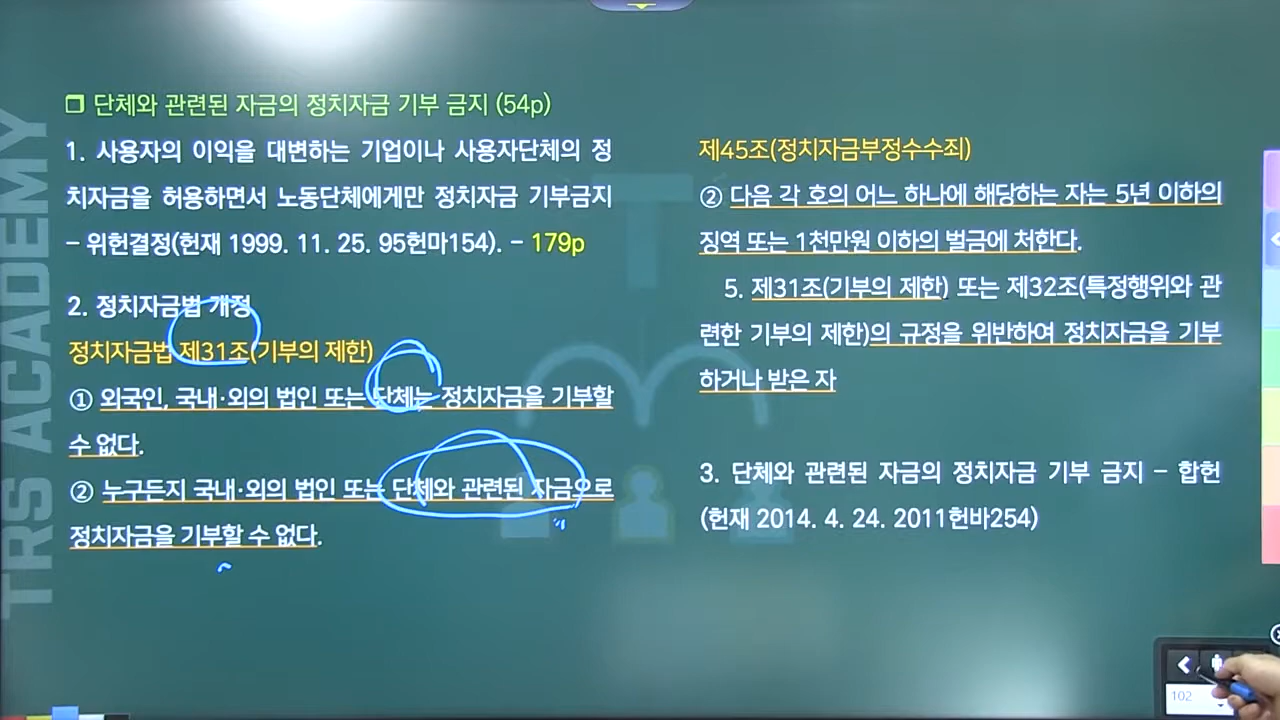 TRS ACADEMY
❐ 단체와 관련된 자금의 정치자금 기부 금지 (54p)
1. 사용자의 이익을 대변하는 기업이나 사용자단체의 정
치자금을 허용하면서 노동단체에게만 정치자금 기부금지
– 위헌결정(헌재 1999. 11. 25. 95헌마154). – 179p
2. 정치자금법 개정
정치자금법 제31조(기부의 제한)
① 외국인, 국내·외의 법인 또는 단체는 정치자금을 기부할
수 없다.
② 누구든지 국내·외의 법인 또는 단체와 관련된 자금으로
정치자금을 기부할 수 없다.
제45조(정치자금부정수수죄)
② 다음 각 호의 어느 하나에 해당하는 자는 5년 이하의
징역 또는 1천만원 이하의 벌금에 처한다.
5. 제31조(기부의 제한) 또는 제32조(특정행위와 관
련한 기부의 제한)의 규정을 위반하여 정치자금을 기부
하거나 받은 자
3. 단체와 관련된 자금의 정치자금 기부 금지 – 합헌
(헌재 2014. 4. 24. 2011헌바254)
102